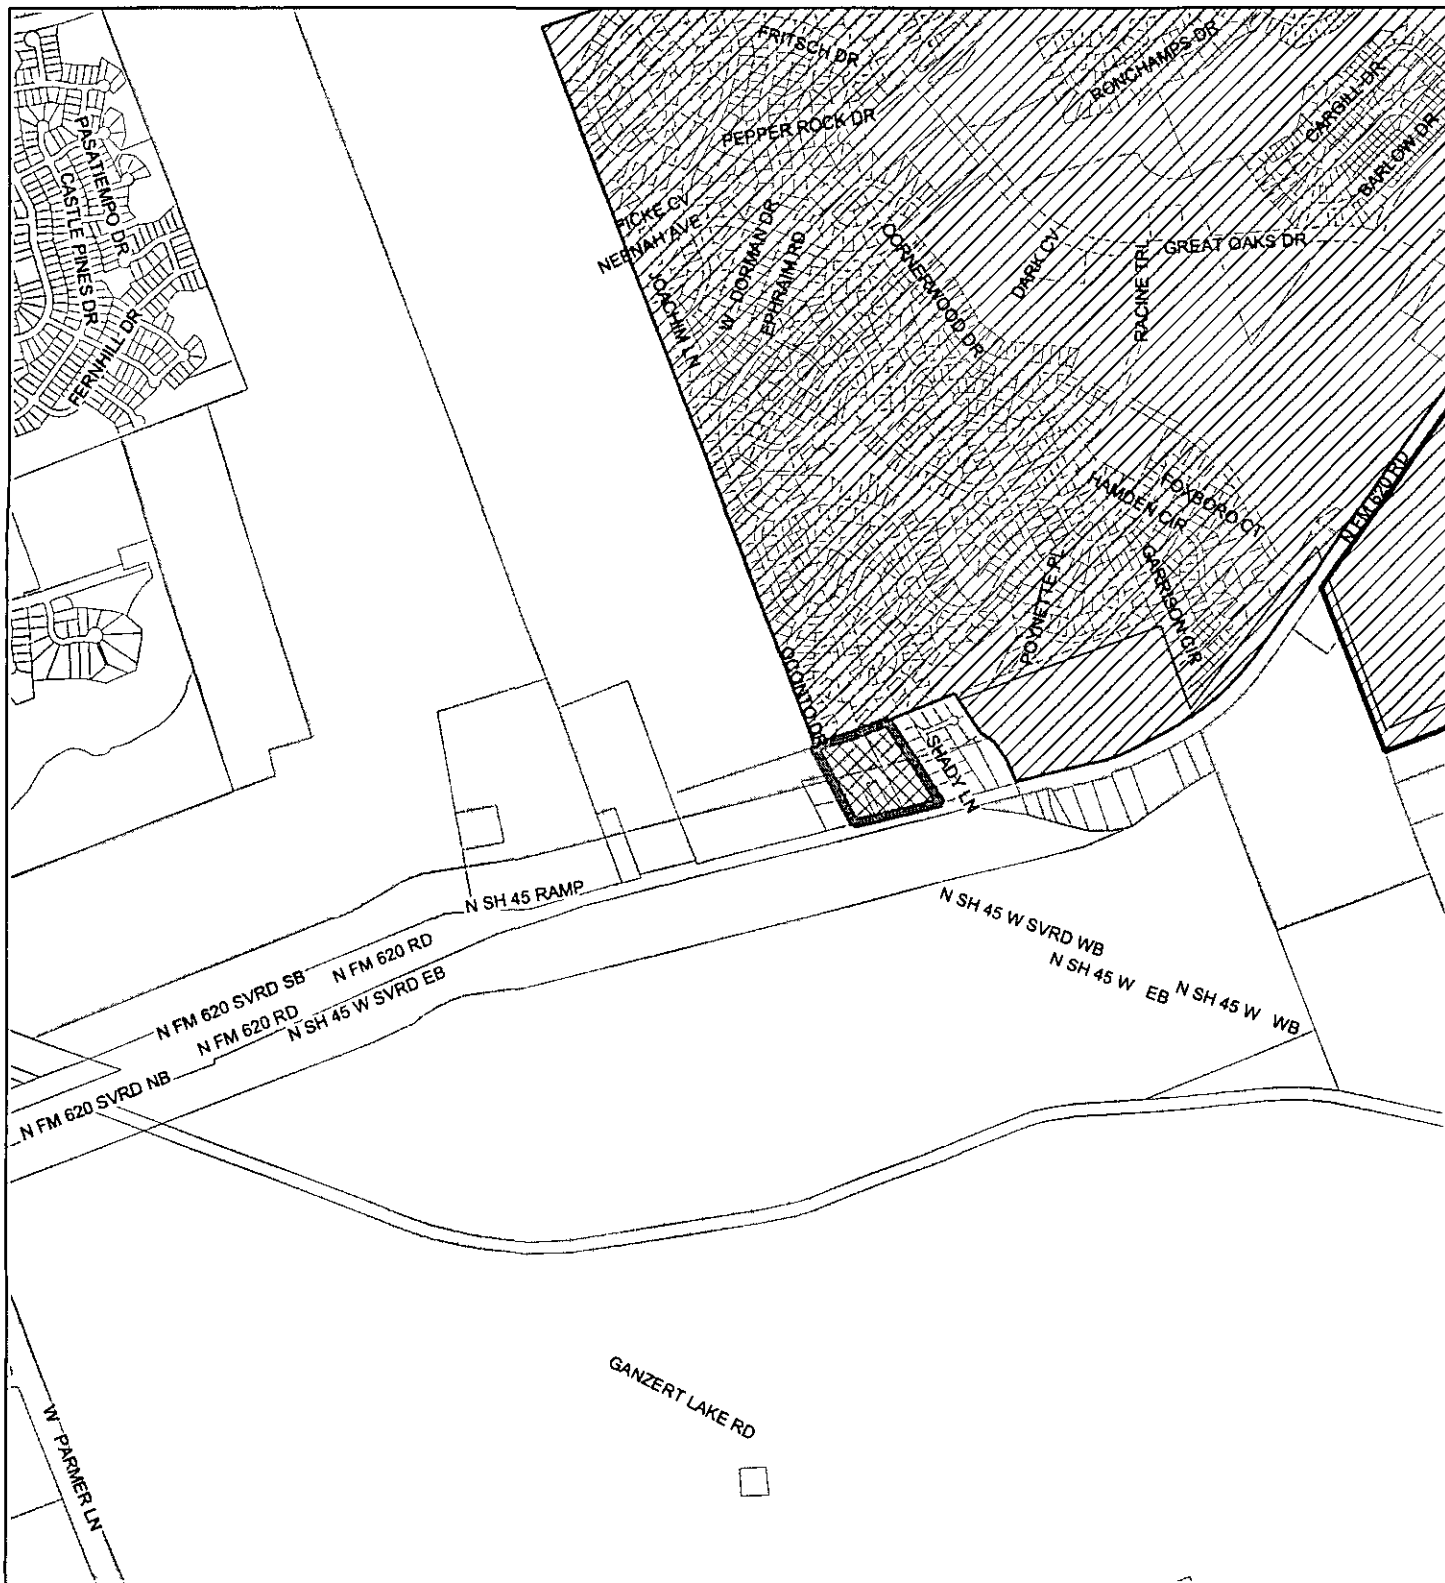 FRITSCH DR
RONCHAMPS DR
CARGILL DR
BARLOW DR
PEPPER ROCK DR
PASATIEMPO DR
CASTLE PINES DR
FERNHILL DR
FICKE CV
NEENAH AVE
JOACHIM LN
W DORMAN DR
EPHRAIM RD
CORNERWOOD DR
DARK CV
RACINE TRL
GREAT OAKS DR
N FM 620 RD
HAMDEN CIR
FOXBORO CT
GARRISON CIR
POYNETTE PL
OCONTO DR
SHADY LN
N SH 45 RAMP
N FM 620 RD
N FM 620 SVRD SB
N FM 620 RD
N SH 45 W SVRD EB
N FM 620 SVRD NB
N SH 45 W SVRD WB
N SH 45 W EB
N SH 45 W WB
GANZERT LAKE RD
W PARMER LN